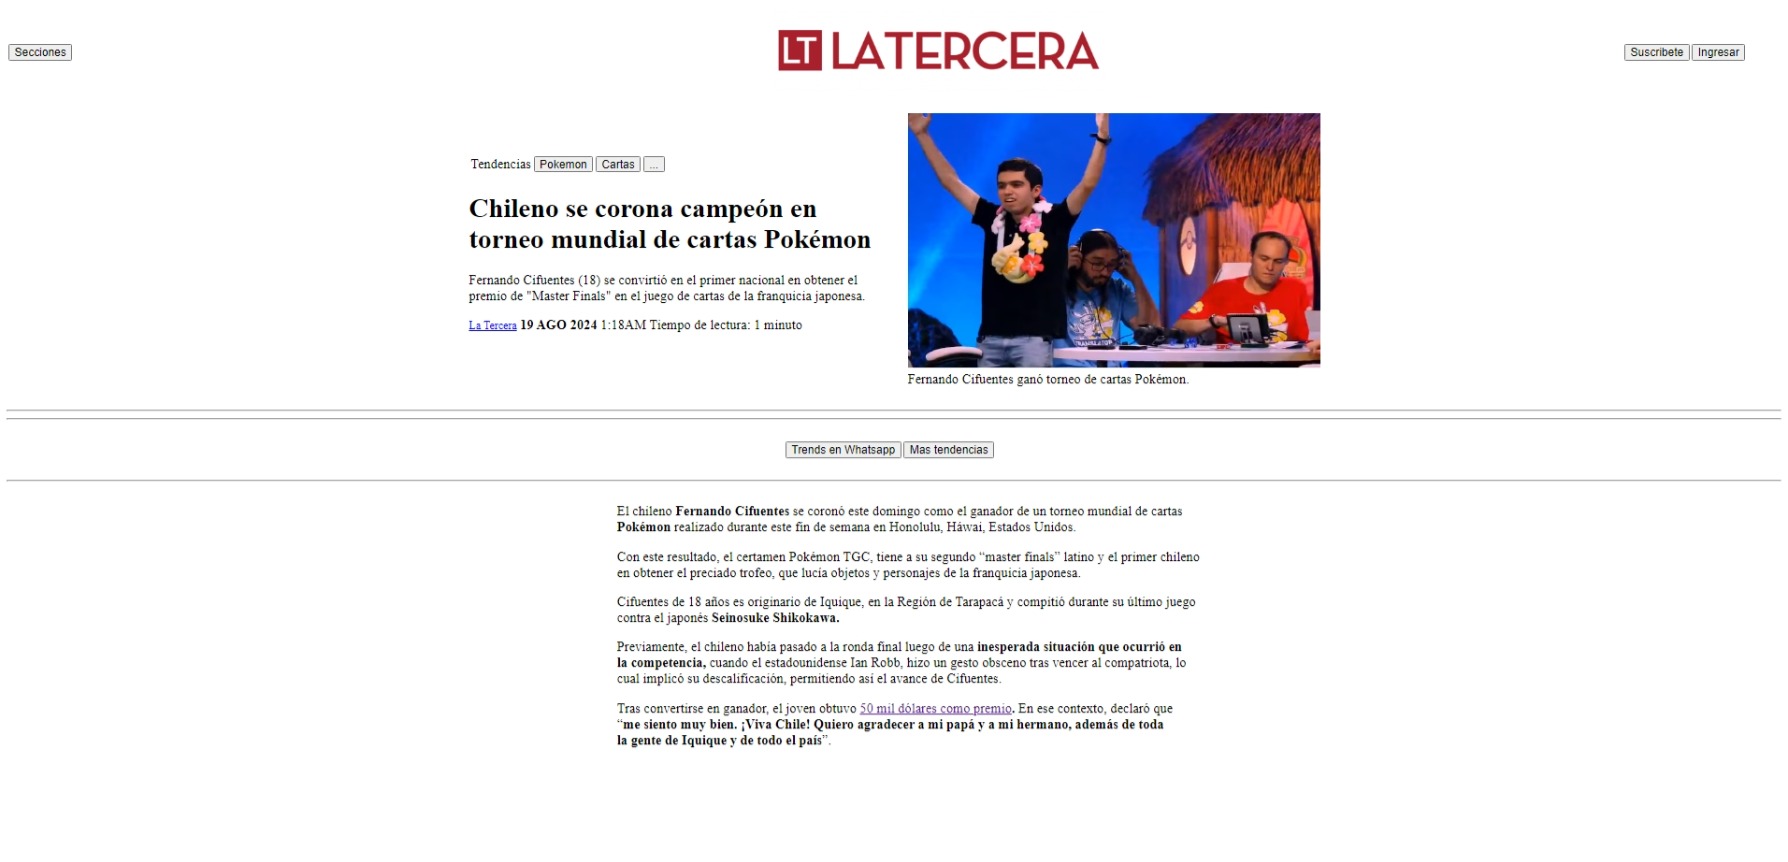 Secciones
LT LATERCERA
Suscribete Ingresar
Tendencias Pokemon Cartas ...
Chileno se corona campeón en
torneo mundial de cartas Pokémon
Fernando Cifuentes (18) se convirtió en el primer nacional en obtener el
premio de "Master Finals" en el juego de cartas de la franquicia japonesa.
La Tercera 19 AGO 2024 1:18AM Tiempo de lectura: 1 minuto
Fernando Cifuentes ganó torneo de cartas Pokémon.
Trends en Whatsapp Mas tendencias
El chileno Fernando Cifuentes se coronó este domingo como el ganador de un torneo mundial de cartas
Pokémon realizado durante este fin de semana en Honolulu, Háwai, Estados Unidos.
Con este resultado, el certamen Pokémon TGC, tiene a su segundo “master finals” latino y el primer chileno
en obtener el preciado trofeo, que lucía objetos y personajes de la franquicia japonesa.
Cifuentes de 18 años es originario de Iquique, en la Región de Tarapacá y compitió durante su último juego
contra el japonés Seinosuke Shikokawa.
Previamente, el chileno había pasado a la ronda final luego de una inesperada situación que ocurrió en
la competencia, cuando el estadounidense Ian Robb, hizo un gesto obsceno tras vencer al compatriota, lo
cual implicó su descalificación, permitiendo así el avance de Cifuentes.
Tras convertirse en ganador, el joven obtuvo 50 mil dólares como premio. En ese contexto, declaró que
“me siento muy bien. ¡Viva Chile! Quiero agradecer a mi papá y a mi hermano, además de toda
la gente de Iquique y de todo el país”.